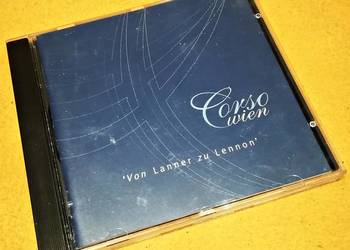 Corso
wien
'Von Lanner zu Lennon'